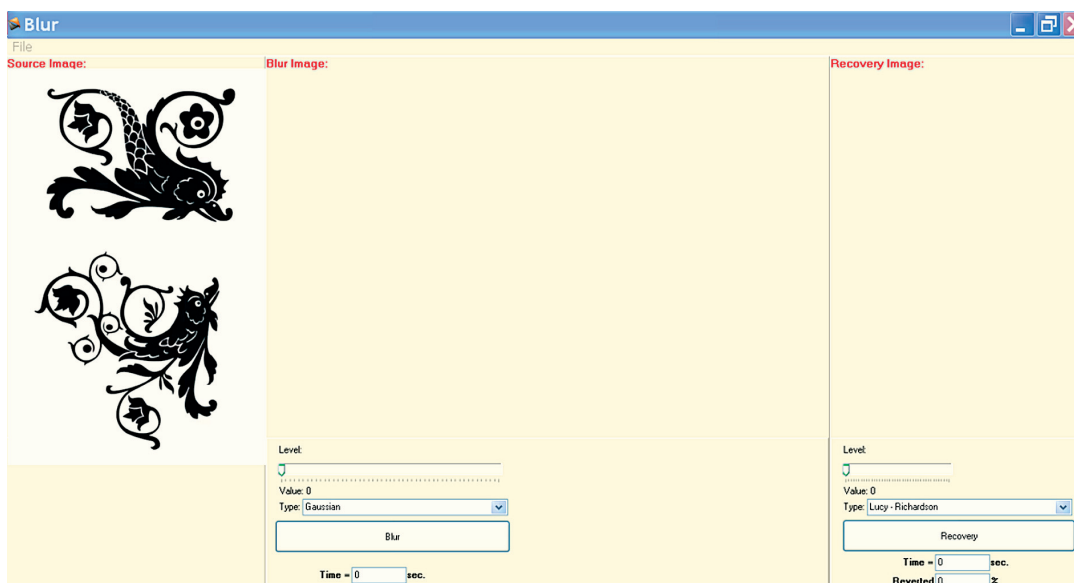 Blur
File
Source Image:
Blur Image:
Recovery Image:
Level:
Value: 0
Type: Gaussian
Blur
Time = 0 sec.
Level:
Value: 0
Type: Lucy - Richardson
Recovery
Time = 0 sec.
Reverted 0 %